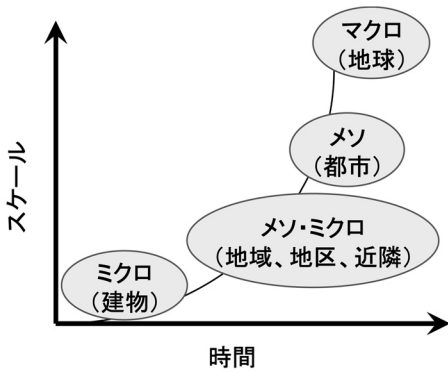 マクロ
(地球)
メソ
(都市)
メソ・ミクロ
(地域、地区、近隣)
ミクロ
(建物)
スケール
時間